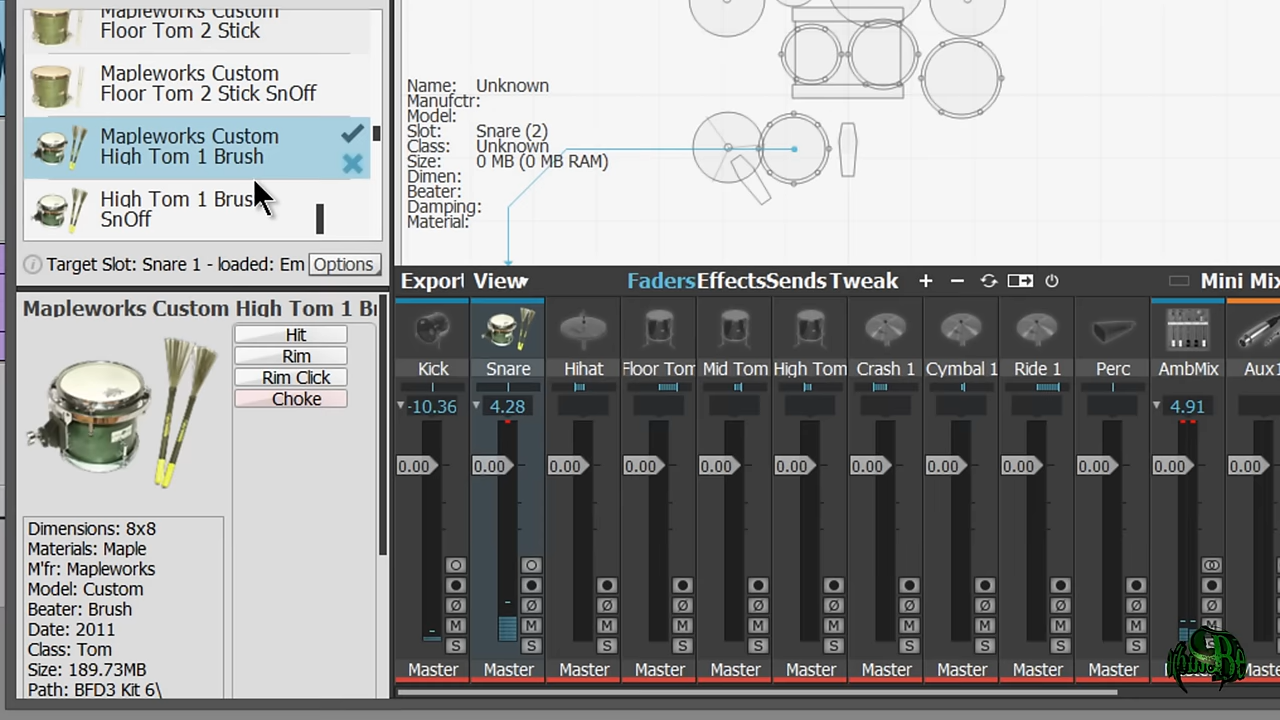 Mapleworks Custom
Floor Tom 2 Stick
Mapleworks Custom
Floor Tom 2 Stick SnOff
Mapleworks Custom
High Tom 1 Brush
High Tom 1 Brush
SnOff
Target Slot: Snare 1 - loaded: Em
Options
Mapleworks Custom High Tom 1 Br
Hit
Rim
Rim Click
Choke
Dimensions: 8x8
Materials: Maple
M'fr: Mapleworks
Model: Custom
Beater: Brush
Date: 2011
Class: Tom
Size: 189.73MB
Path: BFD3 Kit 6\
Name: Unknown
Manufctr:
Model:
Slot: Snare (2)
Class: Unknown
Size: 0 MB (0 MB RAM)
Dimen:
Beater:
Damping:
Material:
Export View Faders Effects Sends Tweak + − Mini Mix
Kick Snare Hihat Floor Tom Mid Tom High Tom Crash 1 Cymbal 1 Ride 1 Perc AmbMix Aux1
-10.36 4.28 4.91
0.00 0.00 0.00 0.00 0.00 0.00 0.00 0.00 0.00 0.00 0.00 0.00
Ø Ø Ø Ø Ø Ø Ø Ø Ø Ø Ø
M M M M M M M M M M M
S S S S S S S S S S
Master Master Master Master Master Master Master Master Master Master Master Maste